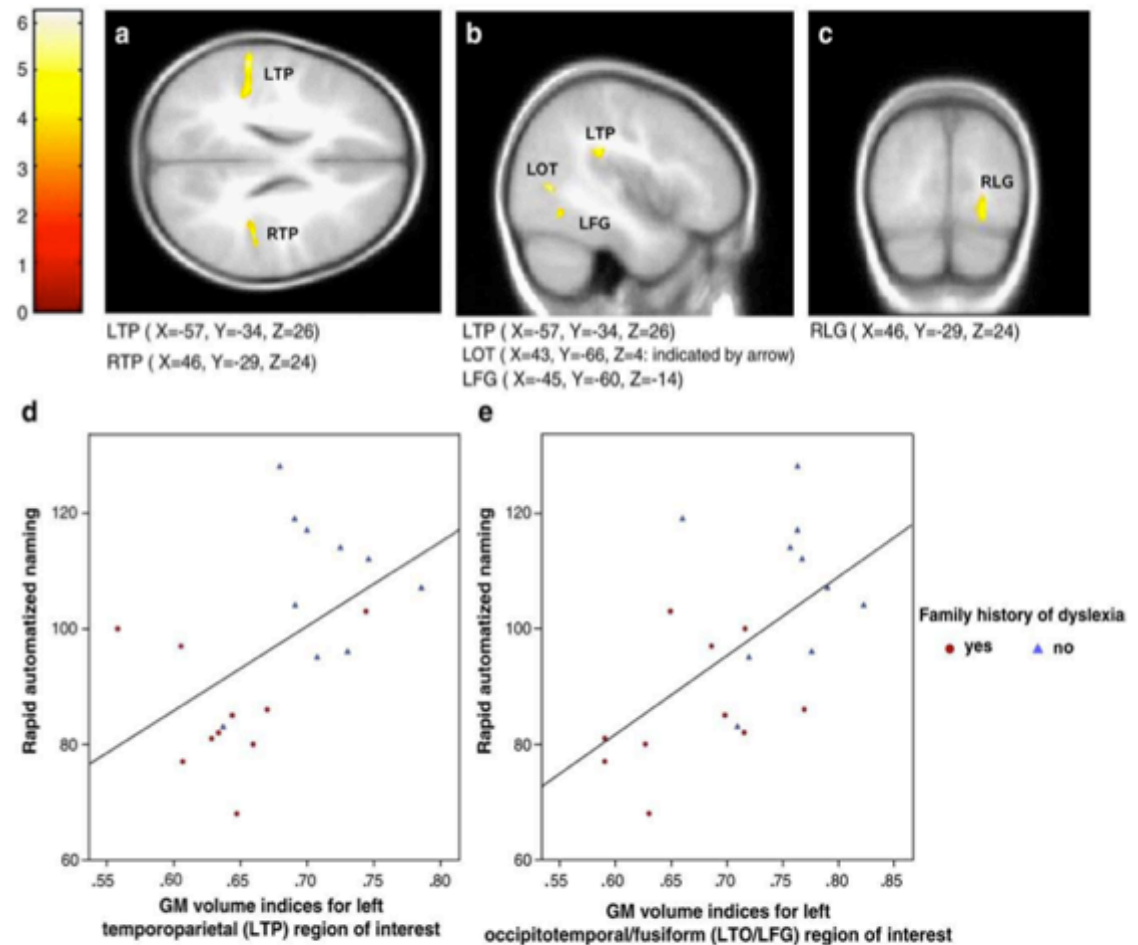 6
5
4
3
2
1
0
a
LTP
RTP
b
LTP
LOT
LFG
c
RLG
LTP ( X=-57, Y=-34, Z=26)
RTP ( X=46, Y=-29, Z=24)
LTP ( X=-57, Y=-34, Z=26)
LOT ( X=43, Y=-66, Z=4: indicated by arrow)
LFG ( X=-45, Y=-60, Z=-14)
RLG ( X=46, Y=-29, Z=24)
d
Rapid automatized naming
120
100
80
60
.55 .60 .65 .70 .75 .80
GM volume indices for left
temporoparietal (LTP) region of interest
e
Rapid automatized naming
120
100
80
60
.55 .60 .65 .70 .75 .80 .85
GM volume indices for left
occipitotemporal/fusiform (LTO/LFG) region of interest
Family history of dyslexia
yes no